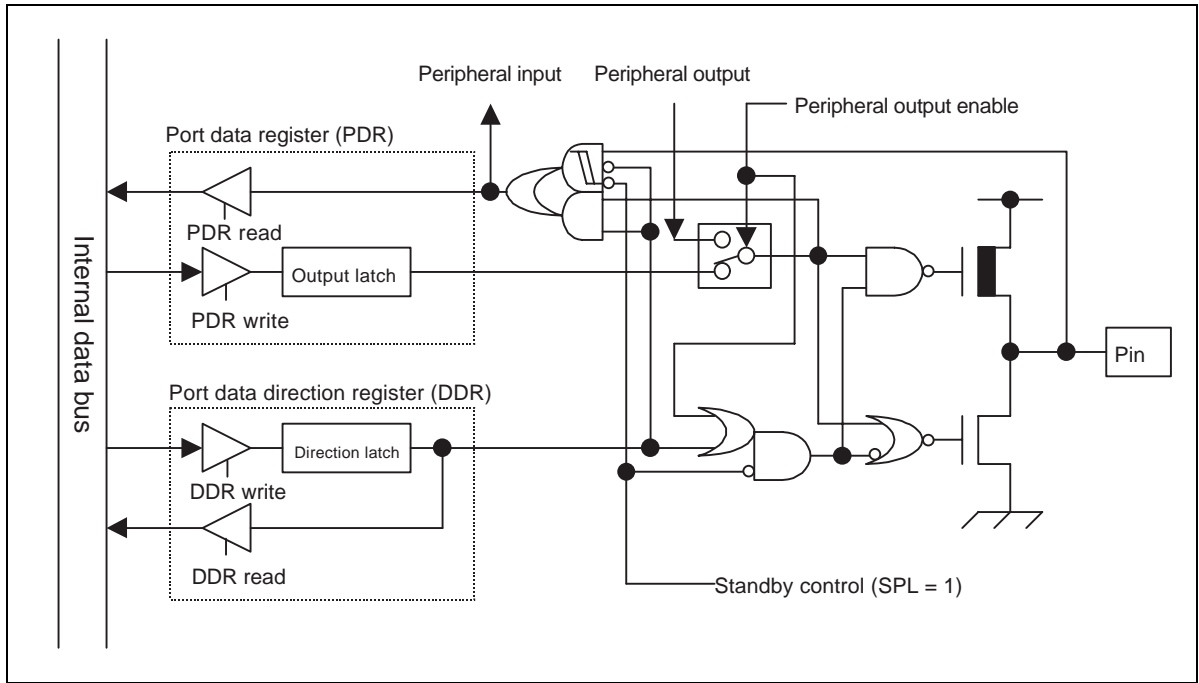 Peripheral input
Peripheral output
Peripheral output enable
Port data register (PDR)
PDR read
Output latch
PDR write
Internal data bus
Pin
Port data direction register (DDR)
Direction latch
DDR write
DDR read
Standby control (SPL = 1)